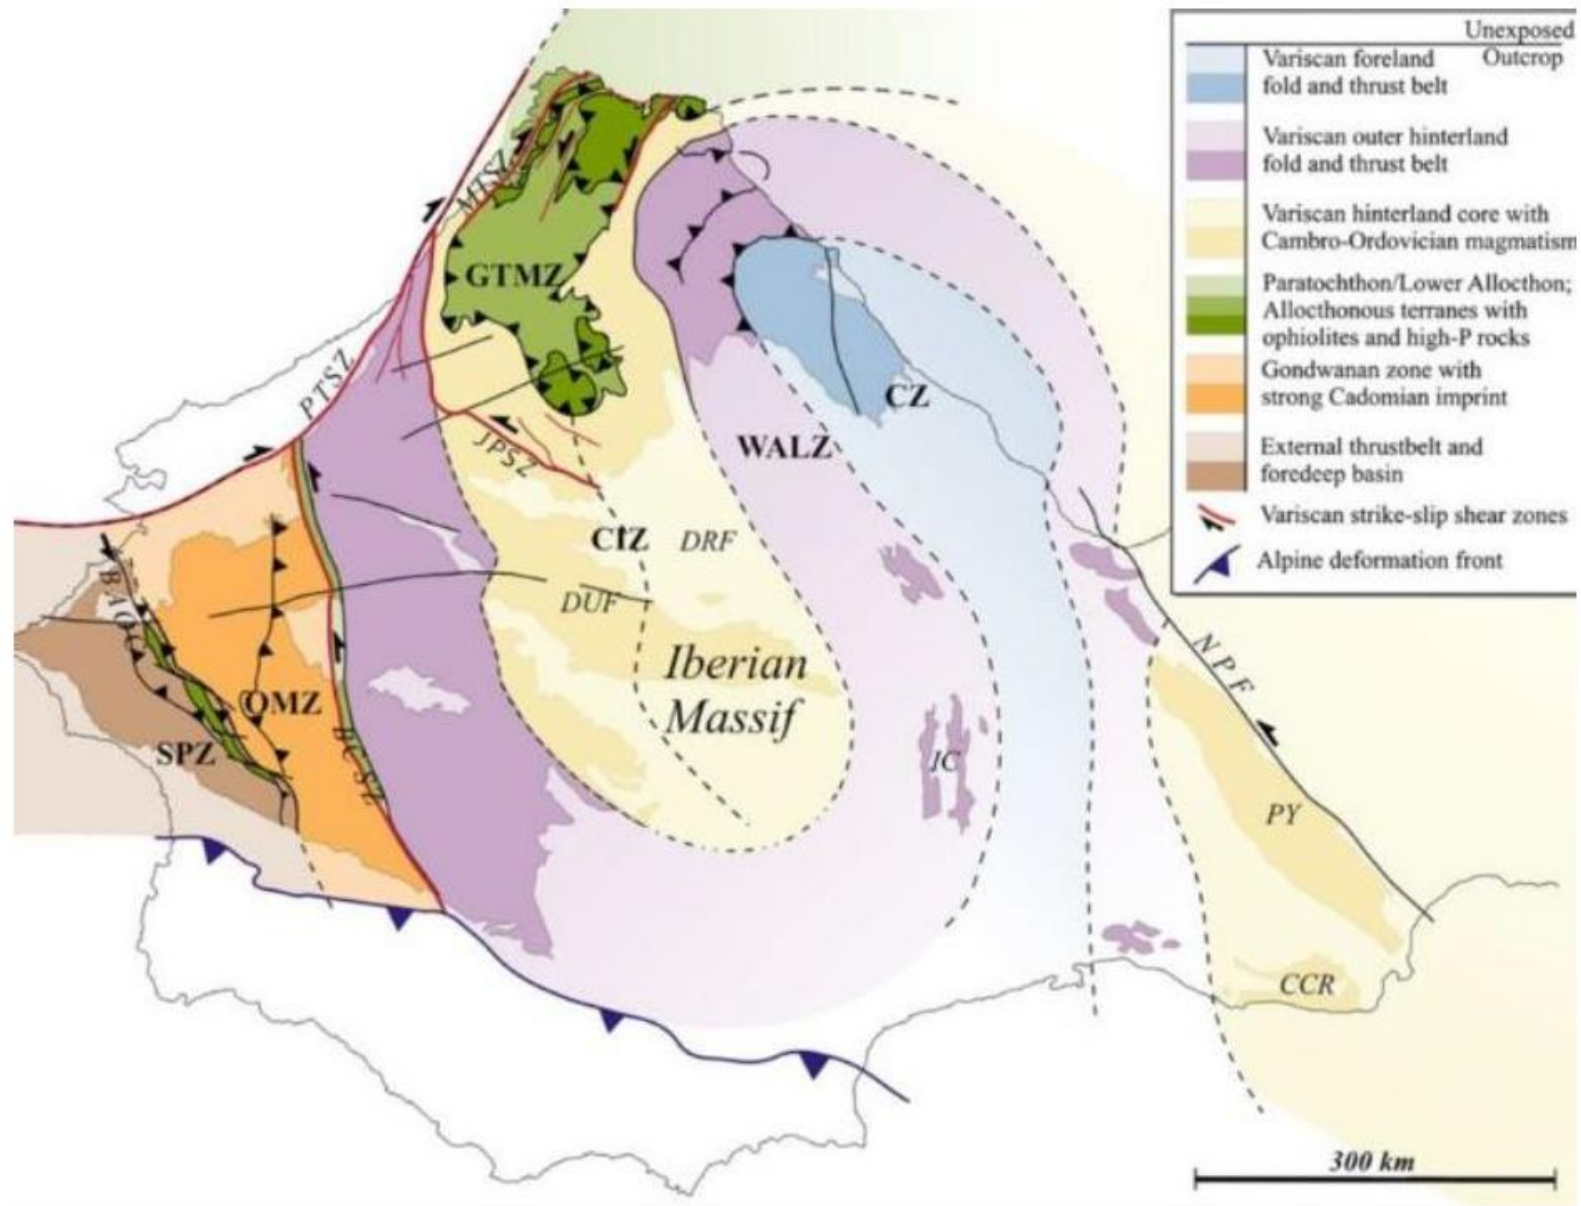 Unexposed
Outcrop
Variscan foreland
fold and thrust belt
Variscan outer hinterland
fold and thrust belt
Variscan hinterland core with
Cambro-Ordovician magmatism
Paratochthon/Lower Allocthon;
Allocthonous terranes with
ophiolites and high-P rocks
Gondwanan zone with
strong Cadomian imprint
External thrustbelt and
foredeep basin
Variscan strike-slip shear zones
Alpine deformation front
MTSZ
GTMZ
PTSZ
CZ
JPSZ
WALZ
CIZ
DRF
DUF
Iberian
Massif
NPF
OMZ
SPZ
IC
PY
CCR
300 km